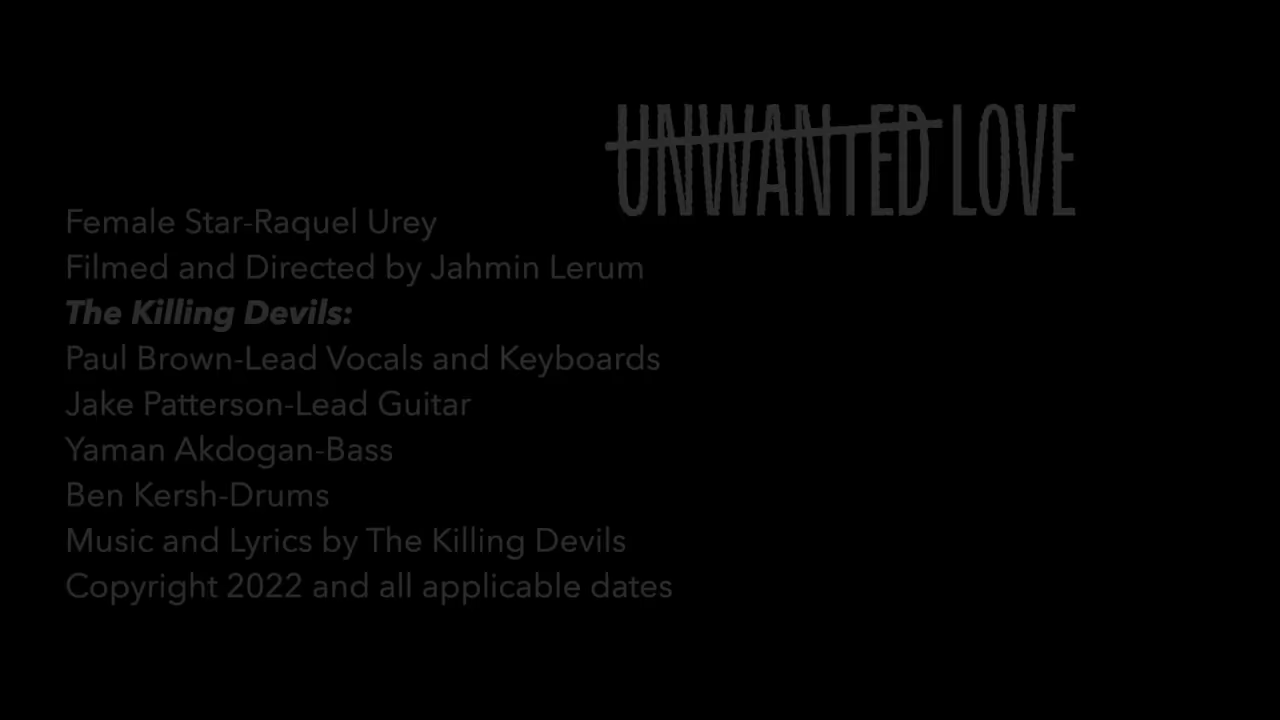 UNWANTED LOVE
Female Star-Raquel Urey
Filmed and Directed by Jahmin Lerum
The Killing Devils:
Paul Brown-Lead Vocals and Keyboards
Jake Patterson-Lead Guitar
Yaman Akdogan-Bass
Ben Kersh-Drums
Music and Lyrics by The Killing Devils
Copyright 2022 and all applicable dates